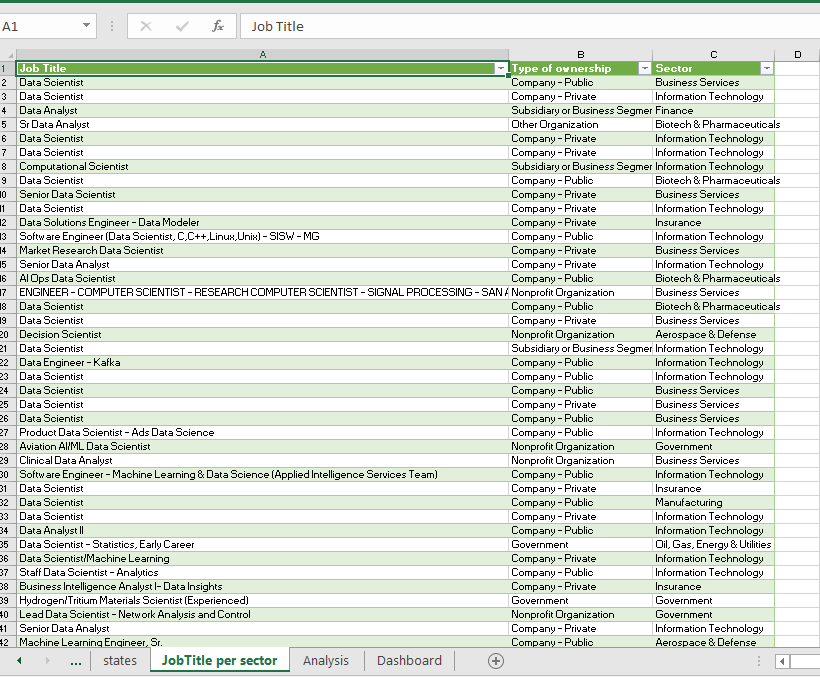 A1 fx Job Title
A B C D
1 Job Title Type of ownership Sector
2 Data Scientist Company - Public Business Services
3 Data Scientist Company - Private Information Technology
4 Data Analyst Subsidiary or Business Segmer Finance
5 Sr Data Analyst Other Organization Biotech & Pharmaceuticals
6 Data Scientist Company - Private Information Technology
7 Data Scientist Company - Private Information Technology
8 Computational Scientist Subsidiary or Business Segmer Information Technology
9 Data Scientist Company - Public Biotech & Pharmaceuticals
10 Senior Data Scientist Company - Private Business Services
11 Data Scientist Company - Private Information Technology
12 Data Solutions Engineer - Data Modeler Company - Private Insurance
13 Software Engineer (Data Scientist, C,C++,Linux,Unix) - SISW - MG Company - Public Information Technology
14 Market Research Data Scientist Company - Private Business Services
15 Senior Data Analyst Company - Private Information Technology
16 AI Ops Data Scientist Company - Public Biotech & Pharmaceuticals
17 ENGINEER - COMPUTER SCIENTIST - RESEARCH COMPUTER SCIENTIST - SIGNAL PROCESSING - SAN Nonprofit Organization Business Services
18 Data Scientist Company - Public Biotech & Pharmaceuticals
19 Data Scientist Company - Private Business Services
20 Decision Scientist Nonprofit Organization Aerospace & Defense
21 Data Scientist Subsidiary or Business Segmer Information Technology
22 Data Engineer - Kafka Company - Public Information Technology
23 Data Scientist Company - Public Information Technology
24 Data Scientist Company - Public Business Services
25 Data Scientist Company - Private Business Services
26 Data Scientist Company - Public Business Services
27 Product Data Scientist - Ads Data Science Company - Public Information Technology
28 Aviation AI/ML Data Scientist Nonprofit Organization Government
29 Clinical Data Analyst Nonprofit Organization Business Services
30 Software Engineer - Machine Learning & Data Science (Applied Intelligence Services Team) Company - Public Information Technology
31 Data Scientist Company - Private Insurance
32 Data Scientist Company - Public Manufacturing
33 Data Scientist Company - Private Information Technology
34 Data Analyst II Company - Public Information Technology
35 Data Scientist - Statistics, Early Career Government Oil, Gas, Energy & Utilities
36 Data Scientist/Machine Learning Company - Private Information Technology
37 Staff Data Scientist - Analytics Company - Public Information Technology
38 Business Intelligence Analyst I- Data Insights Company - Private Insurance
39 Hydrogen/Tritium Materials Scientist (Experienced) Government Government
40 Lead Data Scientist - Network Analysis and Control Nonprofit Organization Government
41 Senior Data Analyst Company - Private Information Technology
42 Machine Learning Engineer, Sr. Company - Public Aerospace & Defense
... states JobTitle per sector Analysis Dashboard